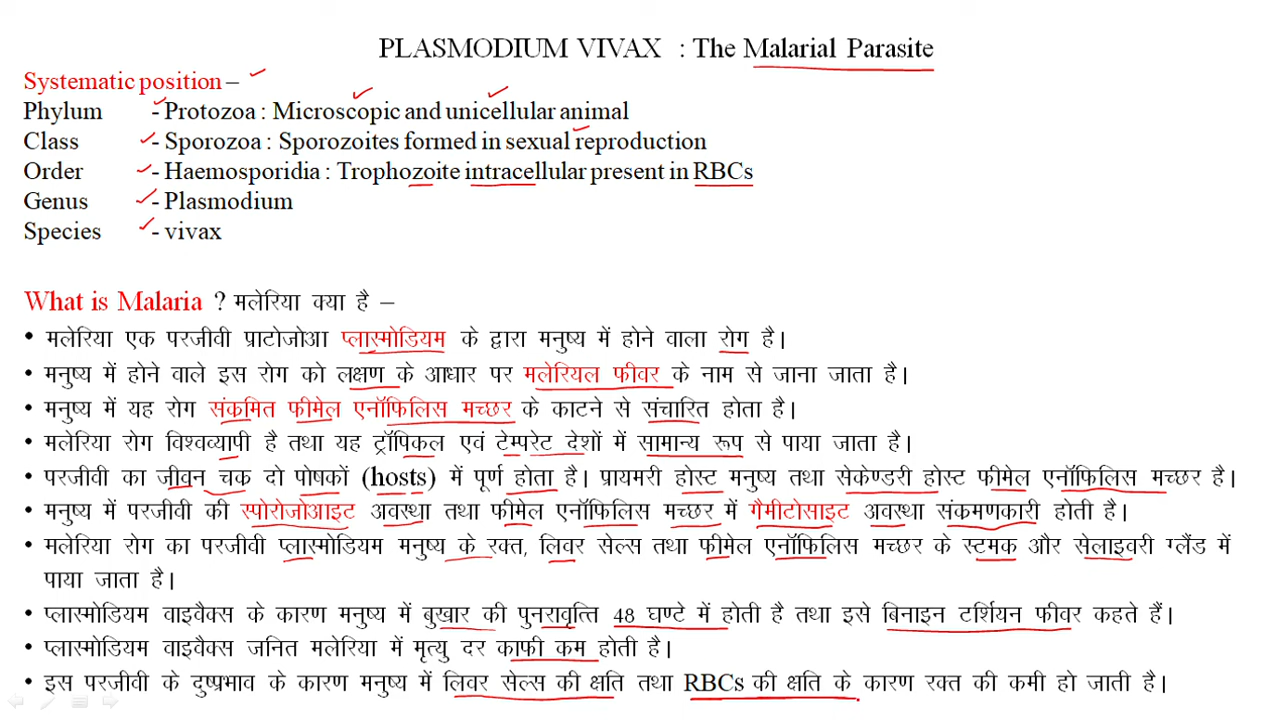 PLASMODIUM VIVAX : The Malarial Parasite
Systematic position –
Phylum - Protozoa : Microscopic and unicellular animal
Class - Sporozoa : Sporozoites formed in sexual reproduction
Order - Haemosporidia : Trophozoite intracellular present in RBCs
Genus - Plasmodium
Species - vivax
What is Malaria ? मलेरिया क्या है –
• मलेरिया एक परजीवी प्राटोजोआ प्लास्मोडियम के द्वारा मनुष्य में होने वाला रोग है।
• मनुष्य में होने वाले इस रोग को लक्षण के आधार पर मलेरियल फीवर के नाम से जाना जाता है।
• मनुष्य में यह रोग संकमित फीमेल एनॉफिलिस मच्छर के काटने से संचारित होता है।
• मलेरिया रोग विश्वव्यापी है तथा यह ट्रॉपिकल एवं टेम्परेट देशों में सामान्य रूप से पाया जाता है।
• परजीवी का जीवन चक दो पोषकों (hosts) में पूर्ण होता है। प्रायमरी होस्ट मनुष्य तथा सेकेण्डरी होस्ट फीमेल एनॉफिलिस मच्छर है।
• मनुष्य में परजीवी की स्पोरोजोआइट अवस्था तथा फीमेल एनॉफिलिस मच्छर में गैमीटोसाइट अवस्था संकमणकारी होती है।
• मलेरिया रोग का परजीवी प्लास्मोडियम मनुष्य के रक्त, लिवर सेल्स तथा फीमेल एनॉफिलिस मच्छर के स्टमक और सेलाइवरी ग्लैंड में
पाया जाता है।
• प्लास्मोडियम वाइवैक्स के कारण मनुष्य में बुखार की पुनरावृत्ति 48 घण्टे में होती है तथा इसे बिनाइन टर्शियन फीवर कहते हैं।
• प्लास्मोडियम वाइवैक्स जनित मलेरिया में मृत्यु दर काफी कम होती है।
• इस परजीवी के दुष्प्रभाव के कारण मनुष्य में लिवर सेल्स की क्षति तथा RBCs की क्षति के कारण रक्त की कमी हो जाती है।